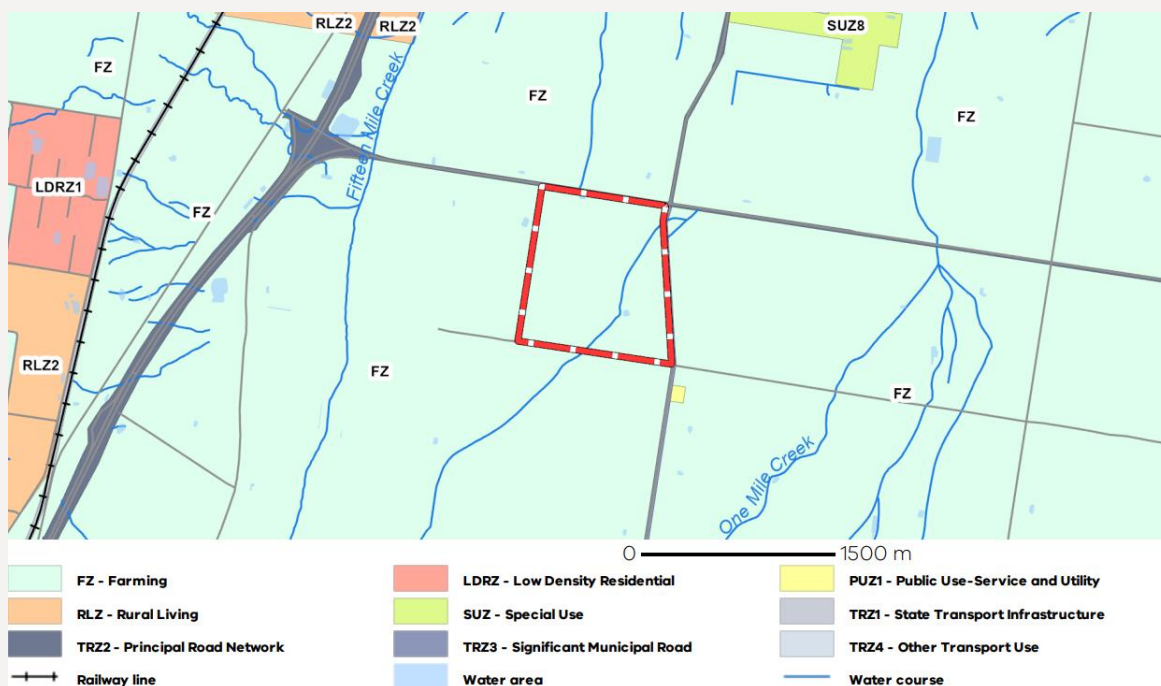 RLZ2
RLZ2
SUZ8
FZ
FZ
FZ
Fifteen Mile Creek
LDRZ1
FZ
RLZ2
FZ
FZ
One Mile Creek
0 1500 m
FZ - Farming
LDRZ - Low Density Residential
PUZ1 - Public Use-Service and Utility
RLZ - Rural Living
SUZ - Special Use
TRZ1 - State Transport Infrastructure
TRZ2 - Principal Road Network
TRZ3 - Significant Municipal Road
TRZ4 - Other Transport Use
Railway line
Water area
Water course